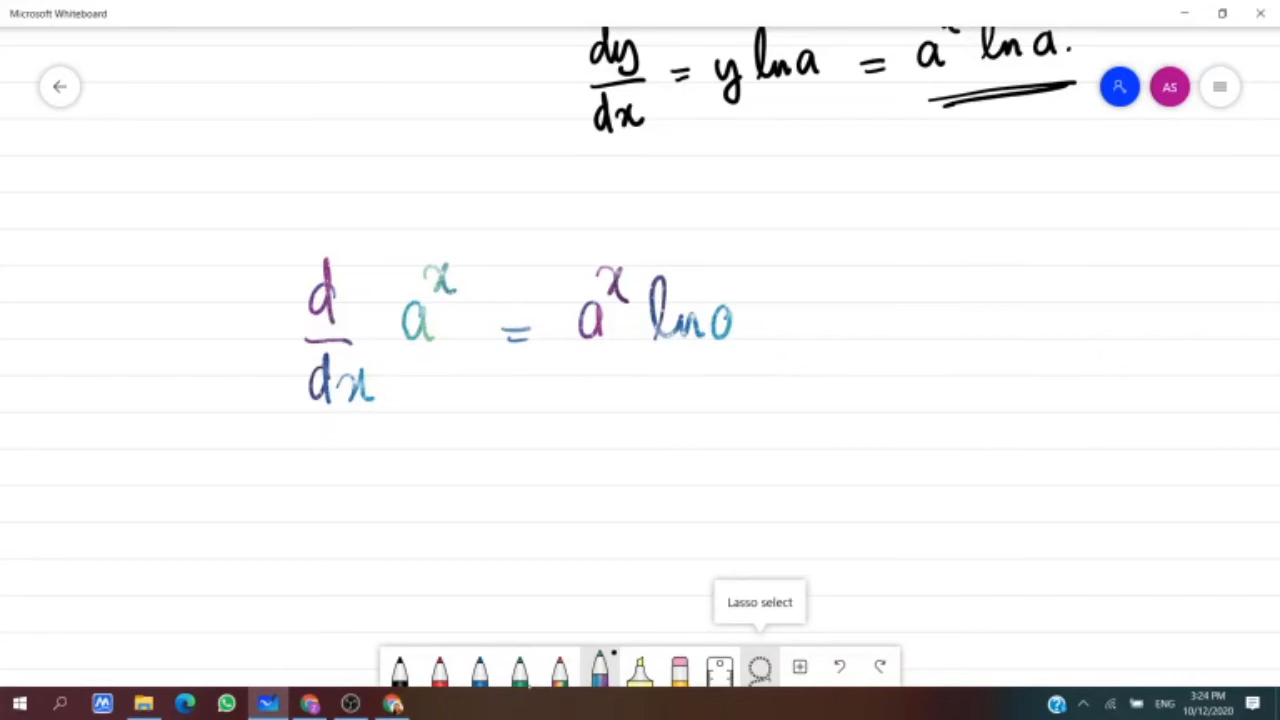 Microsoft Whiteboard
dy/dx = y ln a = a^x ln a.
AS
d/dx a^x = a^x ln o
Lasso select
ENG
3:24 PM
10/12/2020